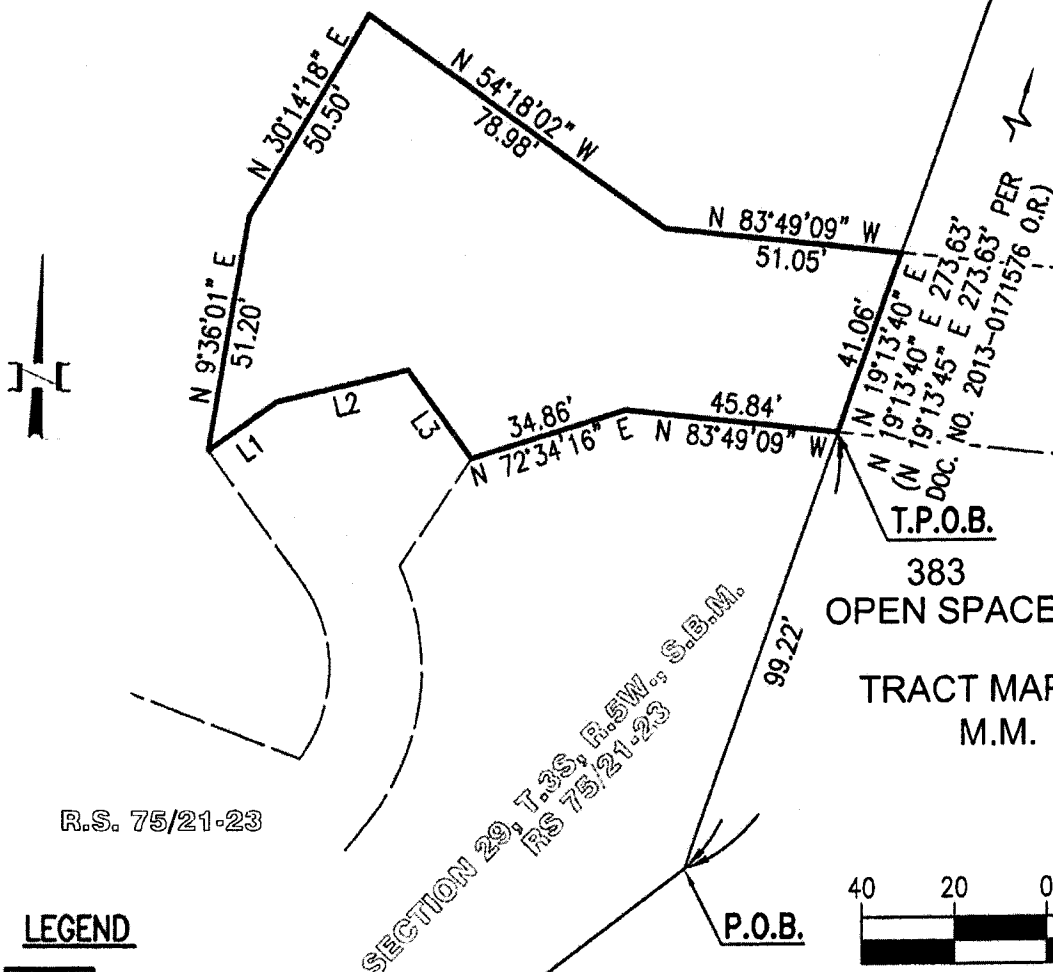 N 30°14'18" E
50.50'
N 54°18'02" W
78.98'
N 83°49'09" W
51.05'
N 9°36'01" E
51.20'
41.06'
N 19°13'40" E
N 19°13'40" E 273.63'
(N 19°13'45" E 273.63' PER
DOC. NO. 2013-0171576 O.R.)
L1
L2
L3
34.86'
N 72°34'16" E
45.84'
N 83°49'09" W
T.P.O.B.
383
OPEN SPACE
TRACT MAP
M.M.
99.22'
SECTION 29, T.3S, R.5W., S.B.M.
RS 75/21-23
R.S. 75/21-23
P.O.B.
LEGEND
40 20 0